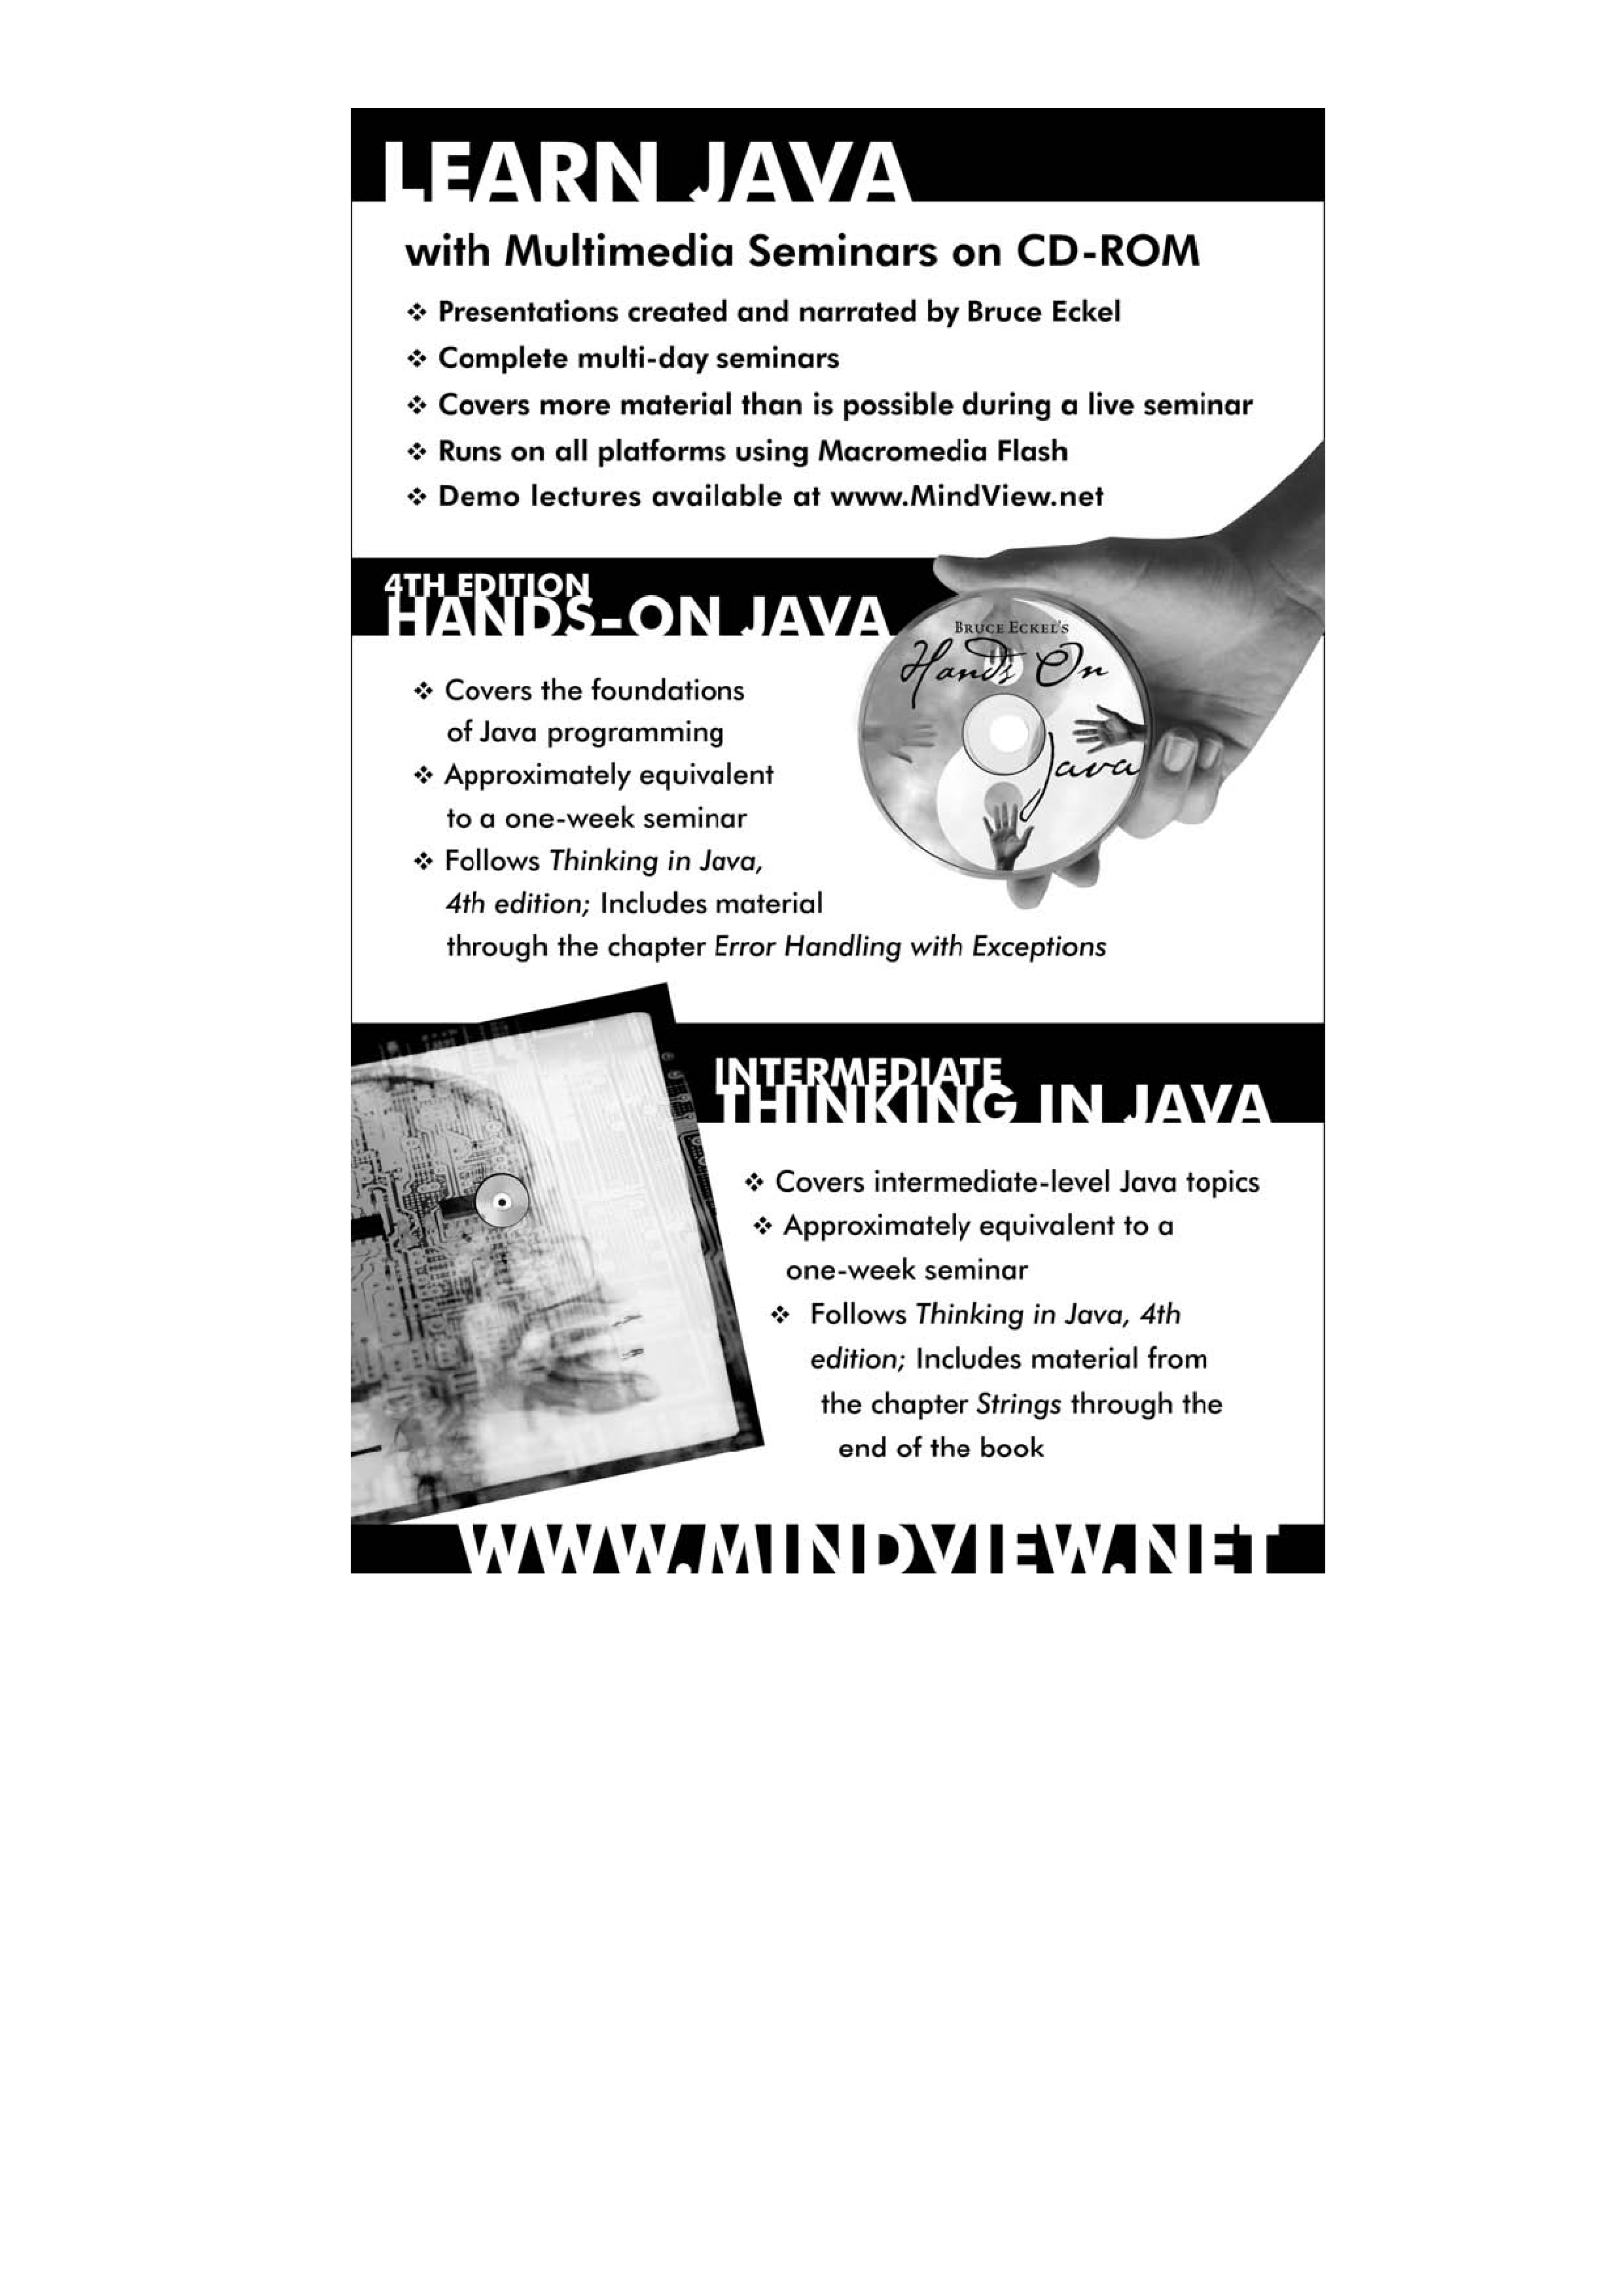 LEARN JAVA
with Multimedia Seminars on CD-ROM
❖ Presentations created and narrated by Bruce Eckel
❖ Complete multi-day seminars
❖ Covers more material than is possible during a live seminar
❖ Runs on all platforms using Macromedia Flash
❖ Demo lectures available at www.MindView.net
4TH EDITION
HANDS-ON JAVA
BRUCE ECKEL'S
Hands On
Java
❖ Covers the foundations
of Java programming
❖ Approximately equivalent
to a one-week seminar
❖ Follows Thinking in Java,
4th edition; Includes material
through the chapter Error Handling with Exceptions
INTERMEDIATE
THINKING IN JAVA
❖ Covers intermediate-level Java topics
❖ Approximately equivalent to a
one-week seminar
❖ Follows Thinking in Java, 4th
edition; Includes material from
the chapter Strings through the
end of the book
WWW.MINDVIEW.NET